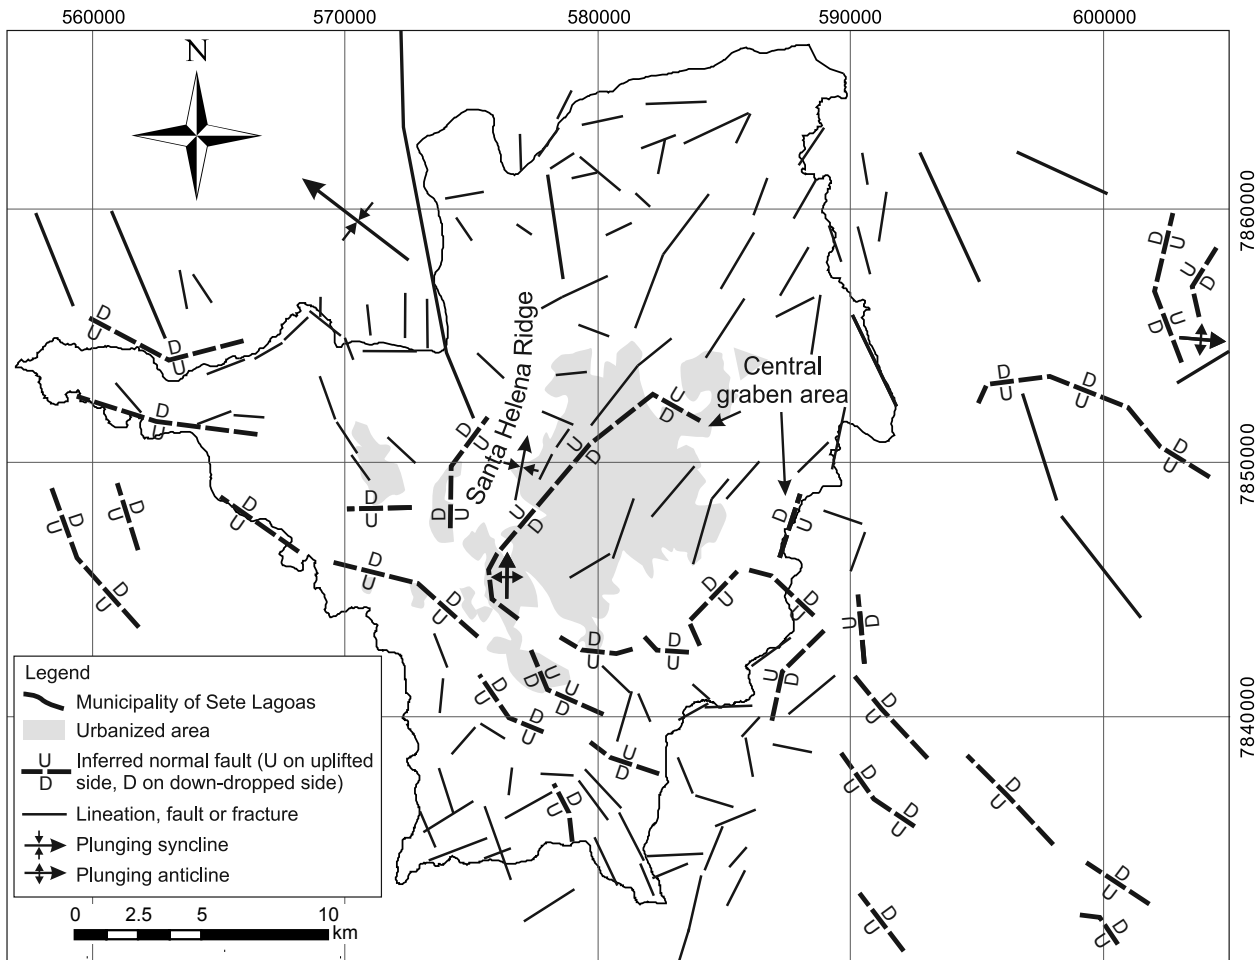 560000
570000
580000
590000
600000
N
7860000
7850000
7840000
D
U
D
U
D
U
D
U
D
U
D
U
D
U
D
U
D
U
D
U
D
U
D
U
Santa Helena Ridge
Central
graben area
U
D
U
D
U
D
D
U
D
U
D
U
D
U
D
U
D
U
D
U
D
U
U
D
D
U
D
U
D
U
D
U
U
D
U
D
D
U
D
U
U
D
D
U
D
U
D
U
D
U
D
U
D
U
D
U
D
U
Legend
Municipality of Sete Lagoas
Urbanized area
U
D
Inferred normal fault (U on uplifted
side, D on down-dropped side)
Lineation, fault or fracture
Plunging syncline
Plunging anticline
0 2.5 5 10
km